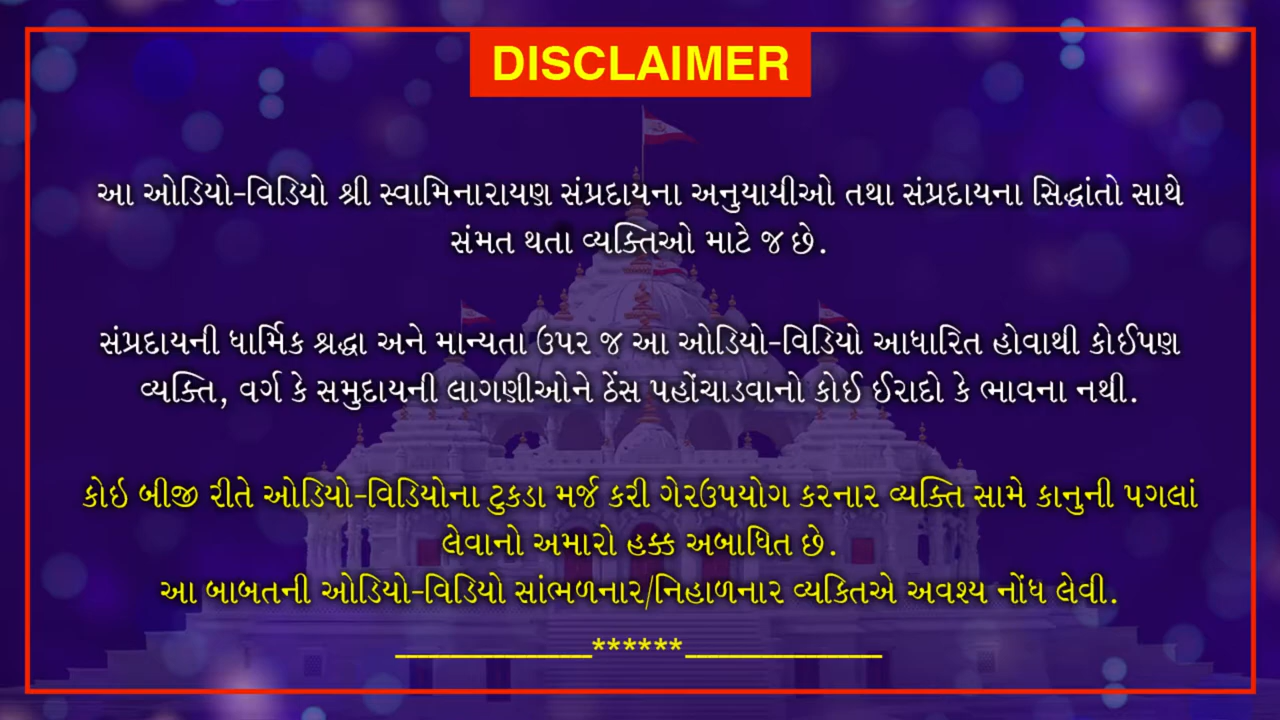 DISCLAIMER
આ ઓડિયો-વિડિયો શ્રી સ્વામિનારાયણ સંપ્રદાયના અનુયાયીઓ તથા સંપ્રદાયના સિદ્ધાંતો સાથે
સંમત થતા વ્યક્તિઓ માટે જ છે.
સંપ્રદાયની ધાર્મિક શ્રદ્ધા અને માન્યતા ઉપર જ આ ઓડિયો-વિડિયો આધારિત હોવાથી કોઈપણ
વ્યક્તિ, વર્ગ કે સમુદાયની લાગણીઓને ઠેંસ પહોંચાડવાનો કોઈ ઈરાદો કે ભાવના નથી.
કોઇ બીજી રીતે ઓડિયો-વિડિયોના ટુકડા મર્જ કરી ગેરઉપયોગ કરનાર વ્યક્તિ સામે કાનુની પગલાં
લેવાનો અમારો હક્ક અબાધિત છે.
આ બાબતની ઓડિયો-વિડિયો સાંભળનાર/નિહાળનાર વ્યકિતએ અવશ્ય નોંધ લેવી.
______________******______________